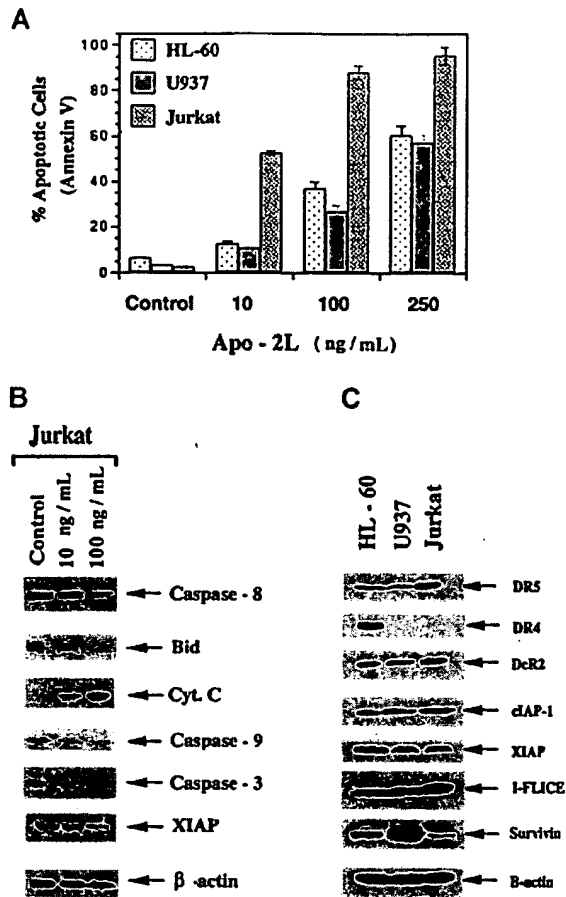 A
100
80
60
40
20
0
% Apoptotic Cells
(Annexin V)
HL-60
U937
Jurkat
Control 10 100 250
Apo - 2L ( ng / mL)
B
Jurkat
Control
10 ng / mL
100 ng / mL
Caspase - 8
Bid
Cyt. C
Caspase - 9
Caspase - 3
XIAP
β -actin
C
HL - 60
U937
Jurkat
DR5
DR4
DcR2
cIAP-1
XIAP
I-FLICE
Survivin
B-actin